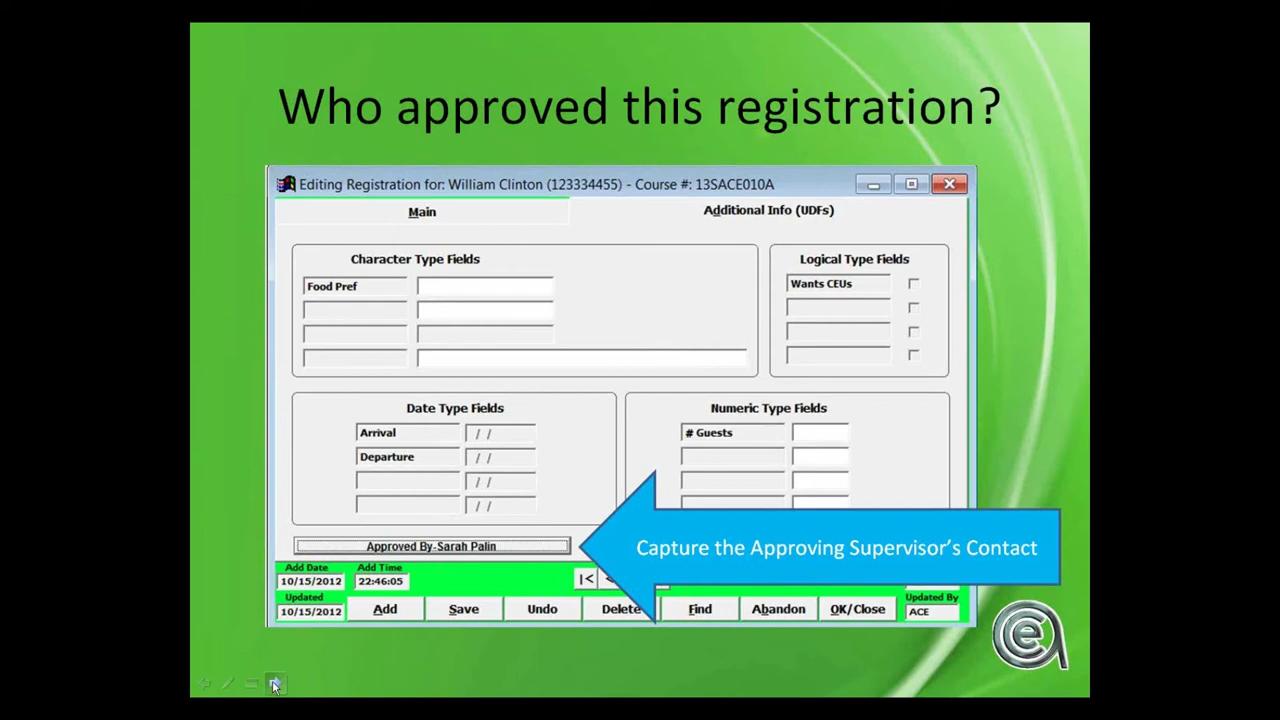 Who approved this registration?
Editing Registration for: William Clinton (123334455) - Course #: 13SACE010A
Main
Additional Info (UDFs)
Character Type Fields
Food Pref
Logical Type Fields
Wants CEUs
Date Type Fields
Arrival / /
Departure / /
/ /
/ /
Numeric Type Fields
# Guests
Approved By-Sarah Palin
Capture the Approving Supervisor's Contact
Add Date
10/15/2012
Add Time
22:46:05
|<
Updated
10/15/2012
Add Save Undo Delete Find Abandon OK/Close
Updated By
ACE